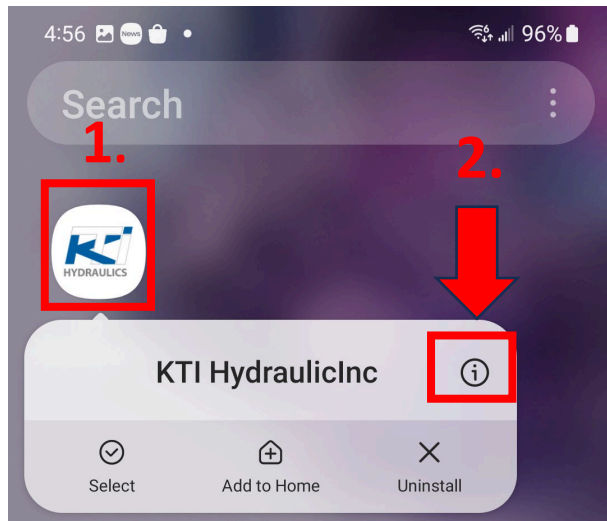 4:56 News 96%
Search
1.
2.
KTI
HYDRAULICS
KTI HydraulicInc
Select Add to Home Uninstall